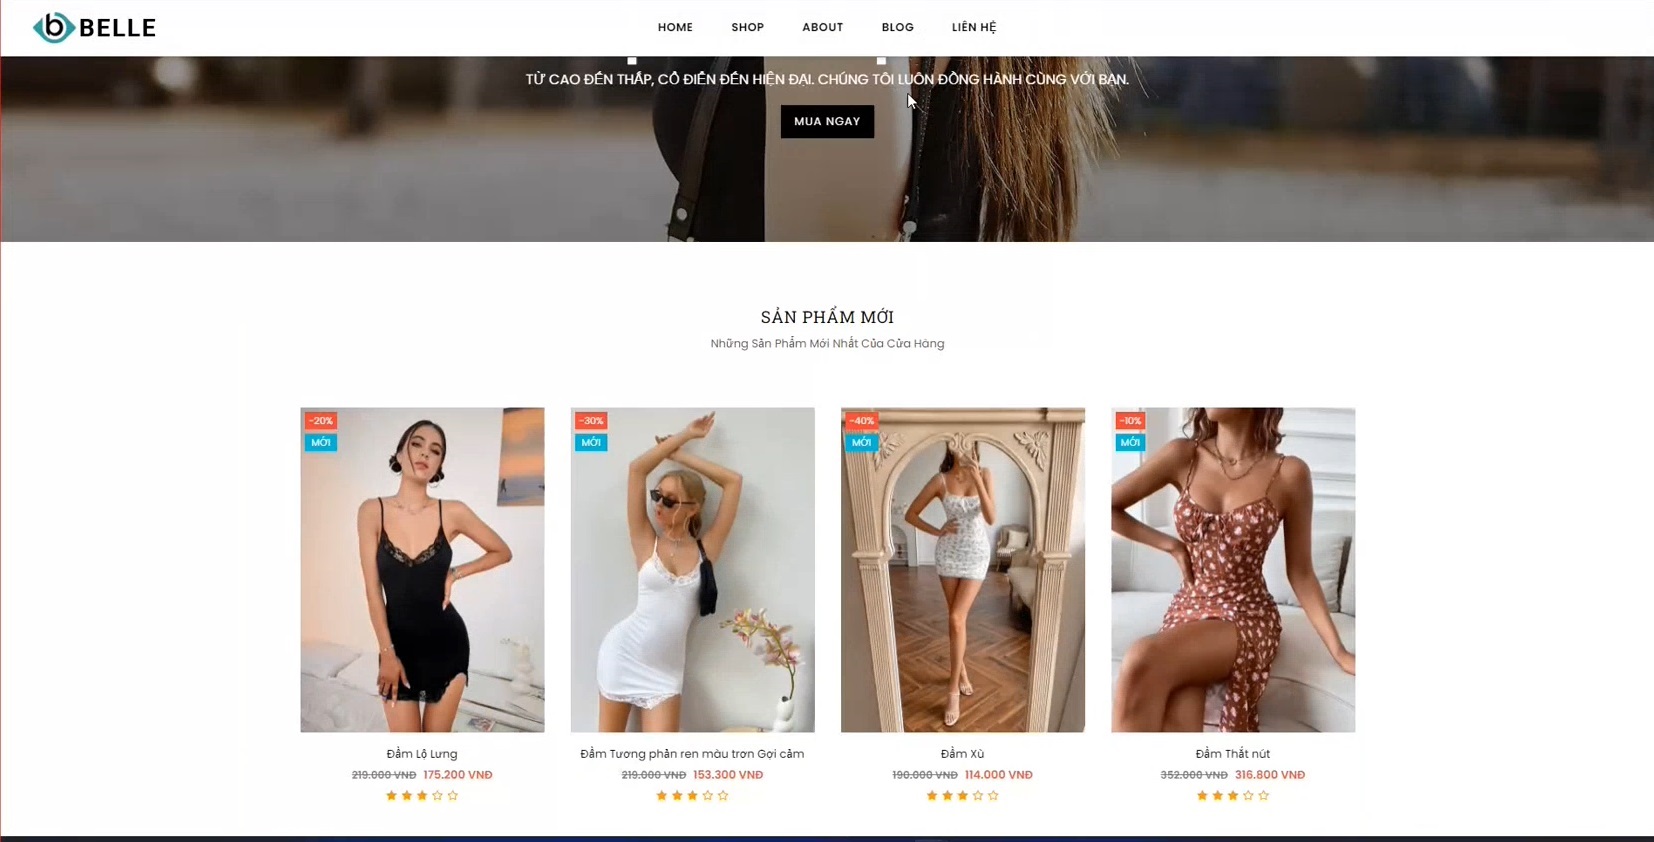 b BELLE
HOME SHOP ABOUT BLOG LIÊN HỆ
TỪ CAO ĐẾN THẤP, CỔ ĐIỂN ĐẾN HIỆN ĐẠI. CHÚNG TÔI LUÔN ĐỒNG HÀNH CÙNG VỚI BẠN.
MUA NGAY
SẢN PHẨM MỚI
Những Sản Phẩm Mới Nhất Của Cửa Hàng
-20% -30% -40% -10%
MỚI MỚI MỚI MỚI
Đầm Lộ Lưng Đầm Tương phản ren màu trơn Gợi cảm Đầm Xù Đầm Thắt nút
219.000 VNĐ 175.200 VNĐ 219.000 VNĐ 153.300 VNĐ 190.000 VNĐ 114.000 VNĐ 352.000 VNĐ 316.800 VNĐ